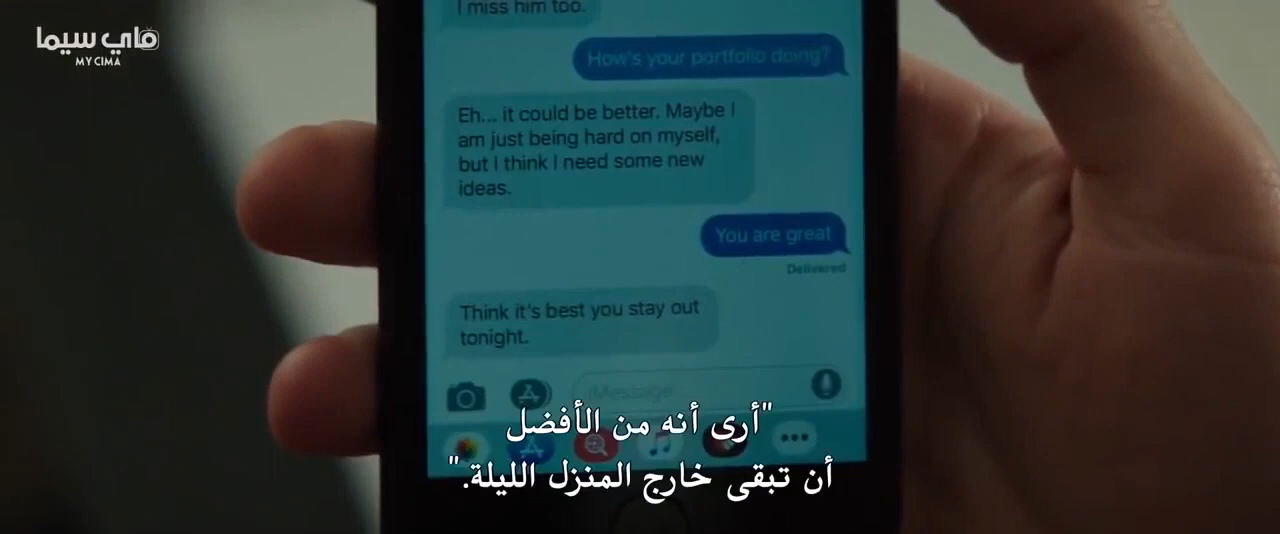 ماي سيما
MY CIMA
I miss him too.
How's your portfolio doing?
Eh... it could be better. Maybe I
am just being hard on myself,
but I think I need some new
ideas.
You are great
Delivered
Think it's best you stay out
tonight.
iMessage
"أرى أنه من الأفضل
أن تبقى خارج المنزل الليلة."